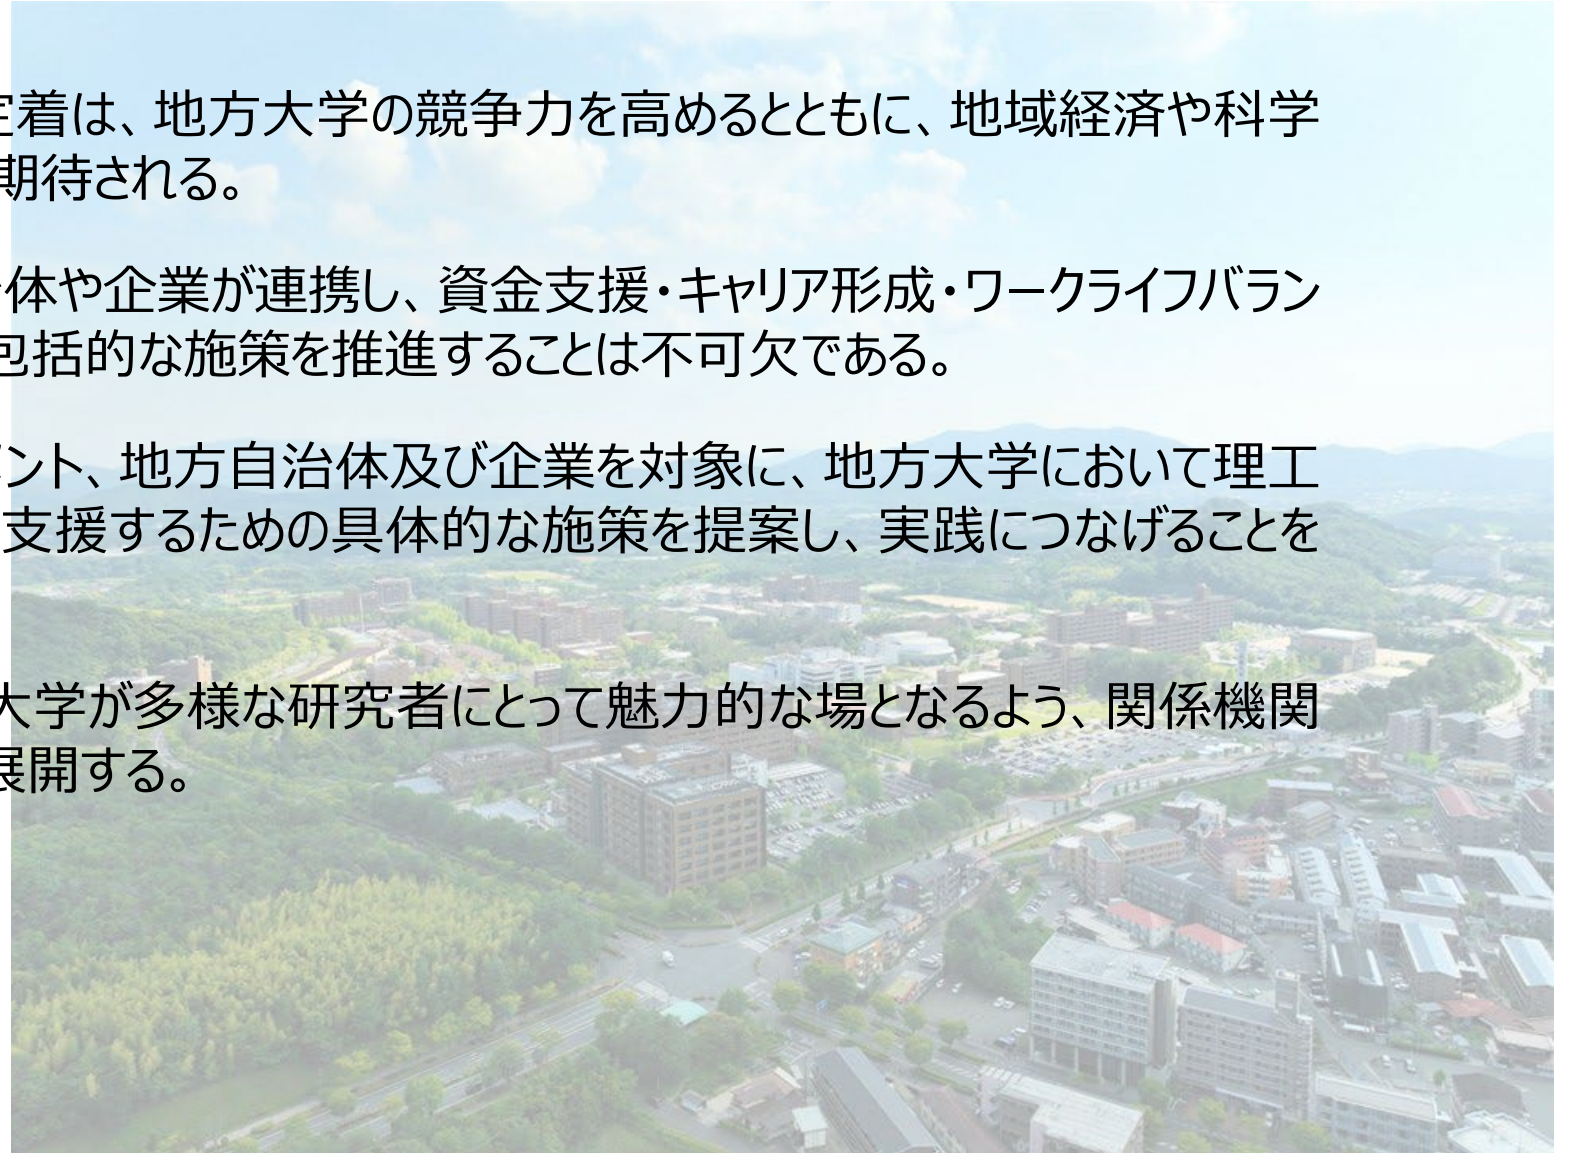 定着は、地方大学の競争力を高めるとともに、地域経済や科学
期待される。
体や企業が連携し、資金支援・キャリア形成・ワークライフバラン
包括的な施策を推進することは不可欠である。
ント、地方自治体及び企業を対象に、地方大学において理工
支援するための具体的な施策を提案し、実践につなげることを
大学が多様な研究者にとって魅力的な場となるよう、関係機関
展開する。